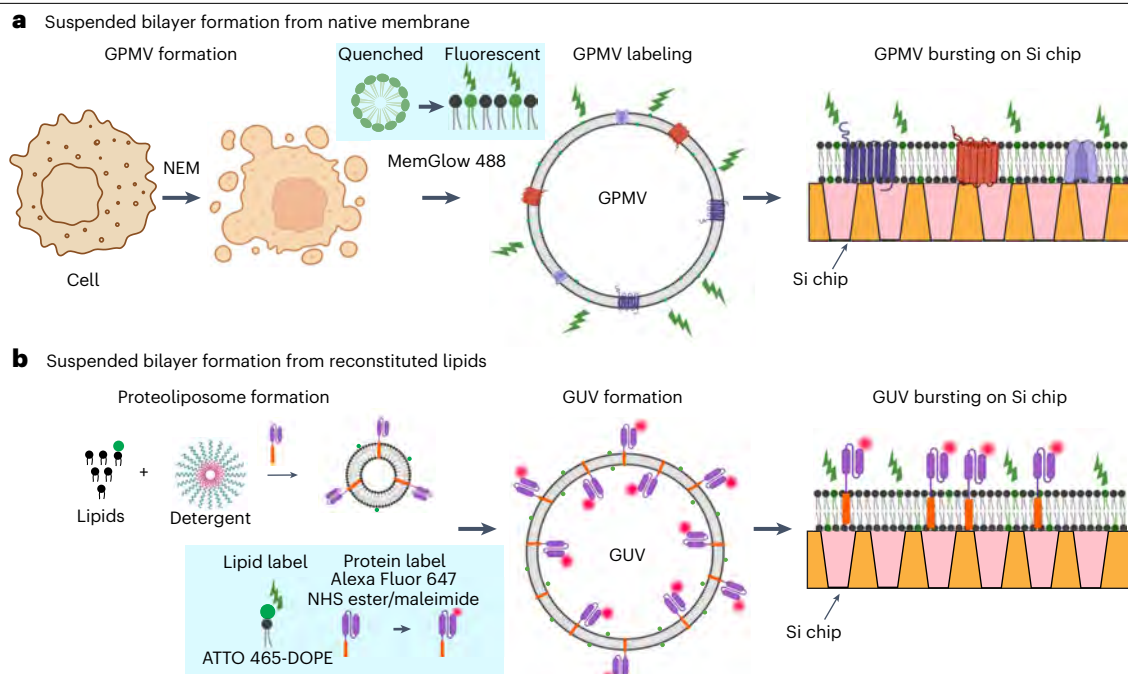 a Suspended bilayer formation from native membrane
GPMV formation
Quenched
Fluorescent
GPMV labeling
GPMV bursting on Si chip
NEM
MemGlow 488
GPMV
Cell
Si chip
b Suspended bilayer formation from reconstituted lipids
Proteoliposome formation
GUV formation
GUV bursting on Si chip
+
Lipids
Detergent
Lipid label
Protein label
Alexa Fluor 647
NHS ester/maleimide
ATTO 465-DOPE
GUV
Si chip